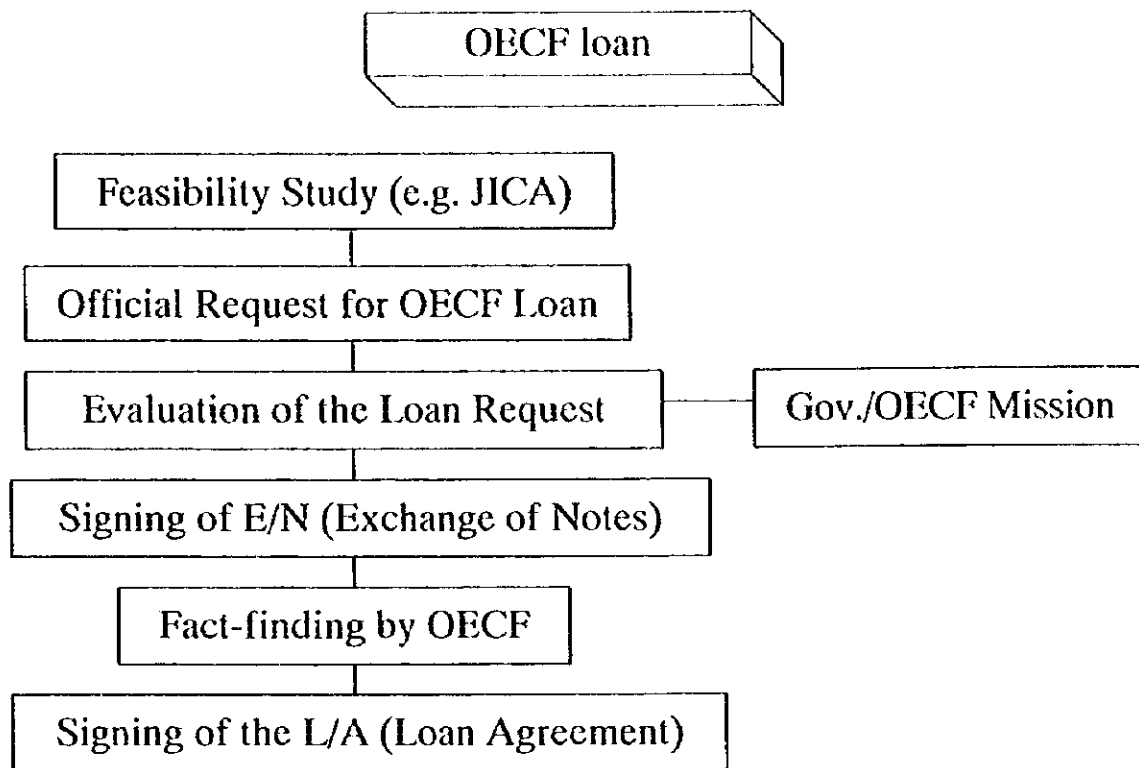 OECF loan
Feasibility Study (e.g. JICA)
Official Request for OECF Loan
Evaluation of the Loan Request
Gov./OECF Mission
Signing of E/N (Exchange of Notes)
Fact-finding by OECF
Signing of the L/A (Loan Agreement)